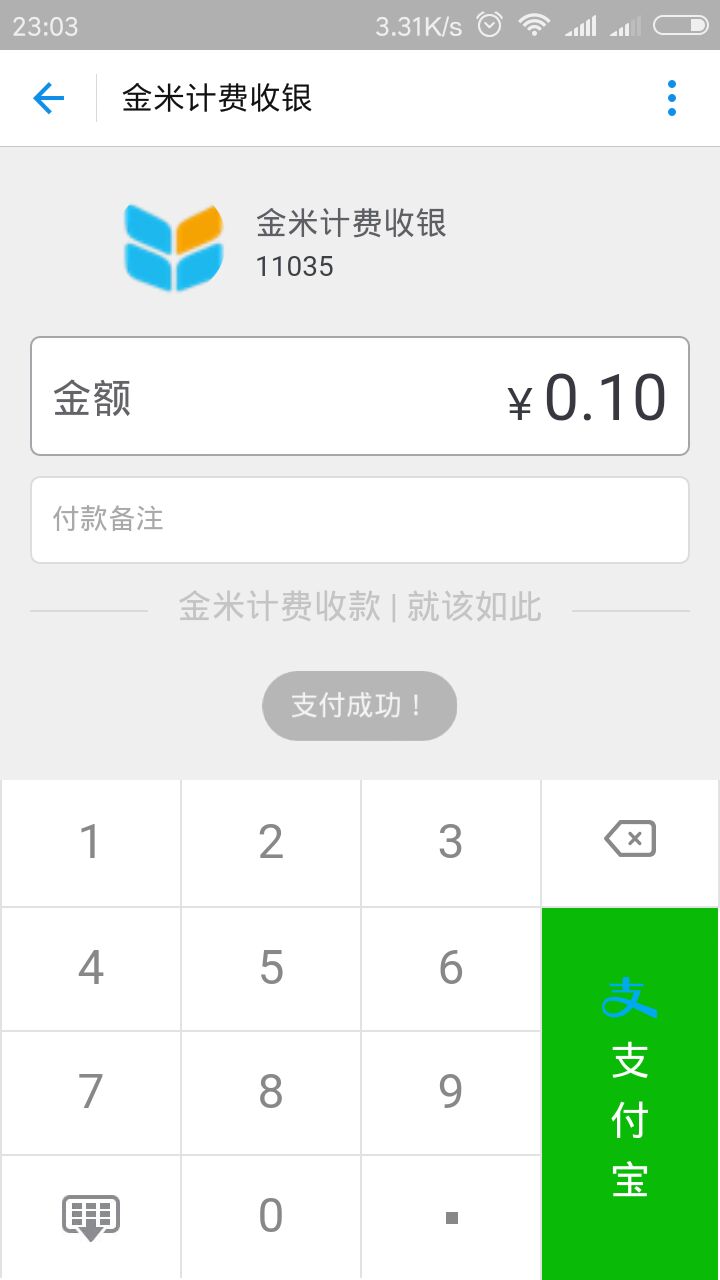 23:03 3.31K/s
金米计费收银
金米计费收银
11035
金额 ¥ 0.10
付款备注
金米计费收款 | 就该如此
支付成功！
1 2 3
4 5 6
支
7 8 9
支
付
宝
0 .